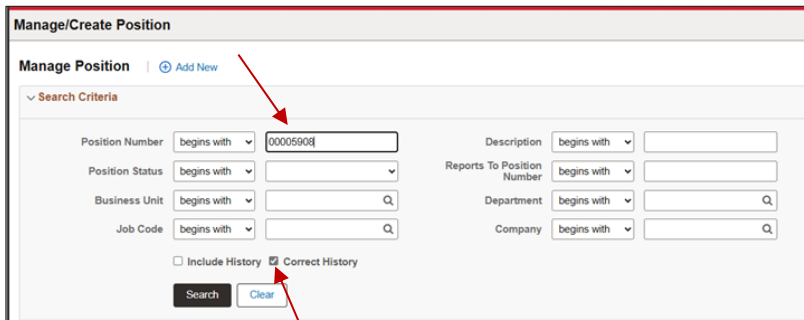 Manage/Create Position
Manage Position | Add New
Search Criteria
Position Number begins with 00005908 Description begins with
Position Status begins with Reports To Position Number begins with
Business Unit begins with Department begins with
Job Code begins with Company begins with
Include History Correct History
Search Clear